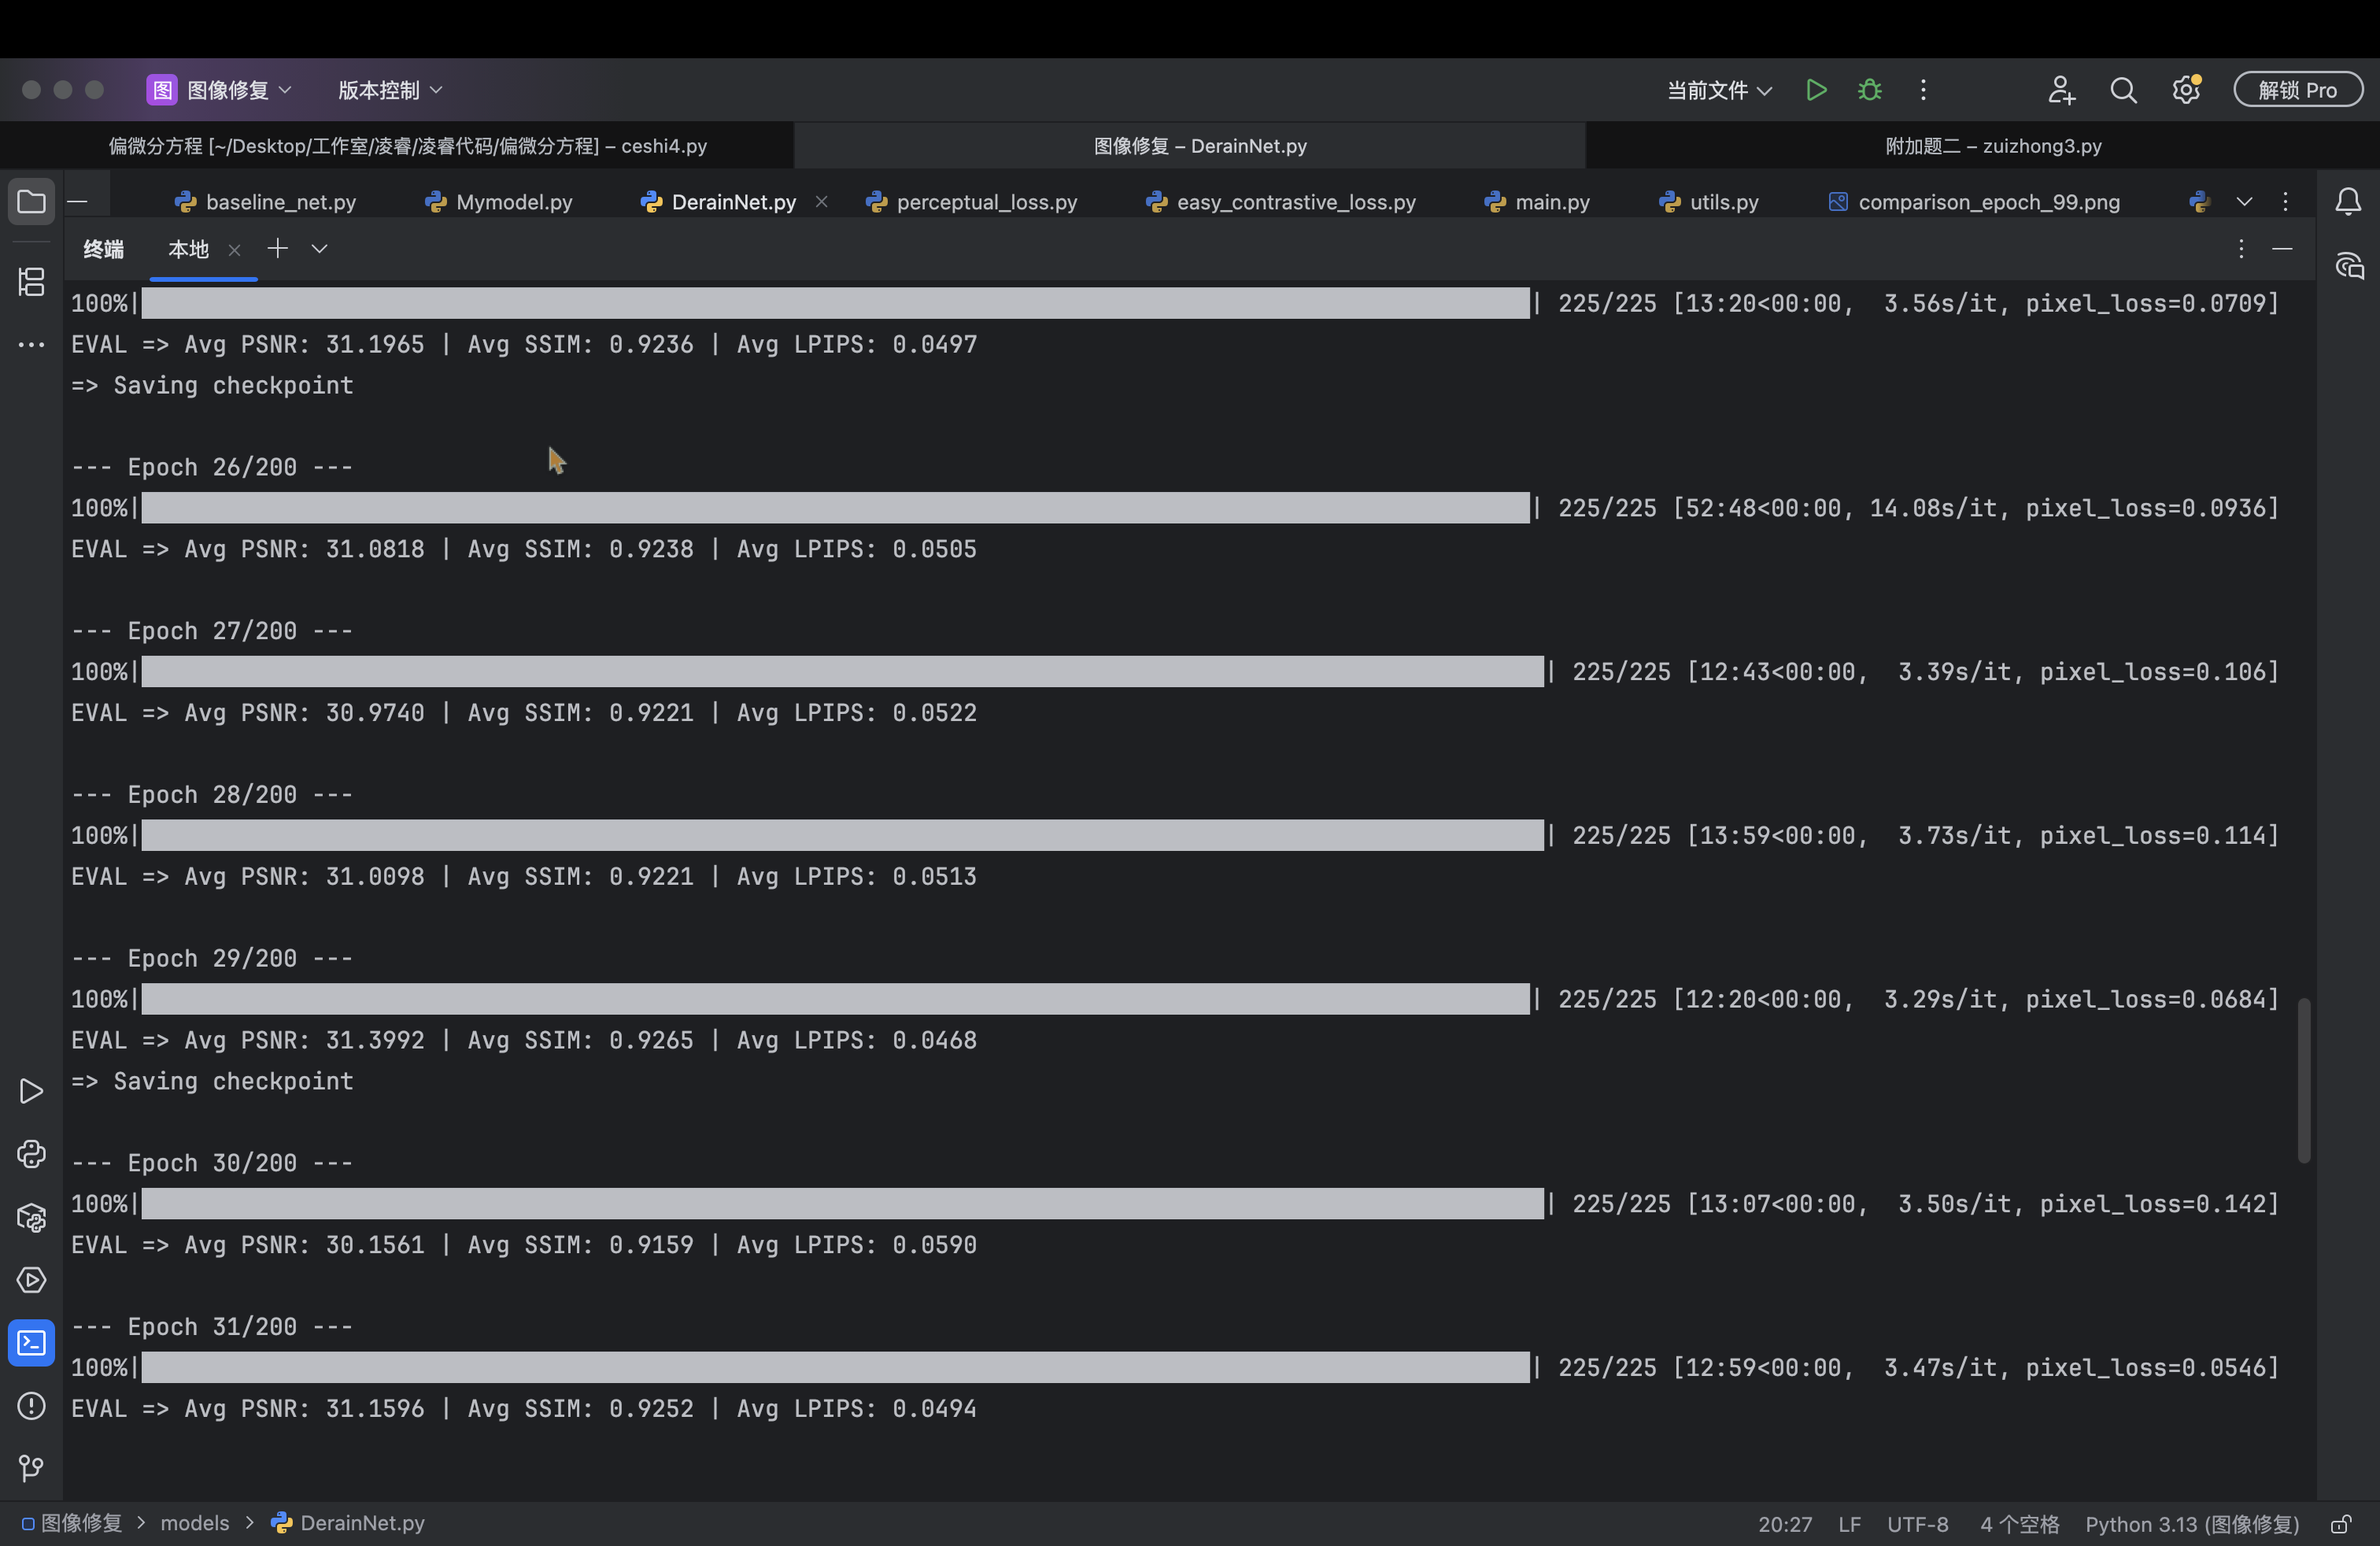 图 图像修复 版本控制 当前文件 解锁 Pro
偏微分方程 [~/Desktop/工作室/凌睿/凌睿代码/偏微分方程] – ceshi4.py 图像修复 – DerainNet.py 附加题二 – zuizhong3.py
baseline_net.py Mymodel.py DerainNet.py perceptual_loss.py easy_contrastive_loss.py main.py utils.py comparison_epoch_99.png
终端 本地
100%| | 225/225 [13:20<00:00, 3.56s/it, pixel_loss=0.0709]
EVAL => Avg PSNR: 31.1965 | Avg SSIM: 0.9236 | Avg LPIPS: 0.0497
=> Saving checkpoint
--- Epoch 26/200 ---
100%| | 225/225 [52:48<00:00, 14.08s/it, pixel_loss=0.0936]
EVAL => Avg PSNR: 31.0818 | Avg SSIM: 0.9238 | Avg LPIPS: 0.0505
--- Epoch 27/200 ---
100%| | 225/225 [12:43<00:00, 3.39s/it, pixel_loss=0.106]
EVAL => Avg PSNR: 30.9740 | Avg SSIM: 0.9221 | Avg LPIPS: 0.0522
--- Epoch 28/200 ---
100%| | 225/225 [13:59<00:00, 3.73s/it, pixel_loss=0.114]
EVAL => Avg PSNR: 31.0098 | Avg SSIM: 0.9221 | Avg LPIPS: 0.0513
--- Epoch 29/200 ---
100%| | 225/225 [12:20<00:00, 3.29s/it, pixel_loss=0.0684]
EVAL => Avg PSNR: 31.3992 | Avg SSIM: 0.9265 | Avg LPIPS: 0.0468
=> Saving checkpoint
--- Epoch 30/200 ---
100%| | 225/225 [13:07<00:00, 3.50s/it, pixel_loss=0.142]
EVAL => Avg PSNR: 30.1561 | Avg SSIM: 0.9159 | Avg LPIPS: 0.0590
--- Epoch 31/200 ---
100%| | 225/225 [12:59<00:00, 3.47s/it, pixel_loss=0.0546]
EVAL => Avg PSNR: 31.1596 | Avg SSIM: 0.9252 | Avg LPIPS: 0.0494
图像修复 > models > DerainNet.py 20:27 LF UTF-8 4 个空格 Python 3.13 (图像修复)